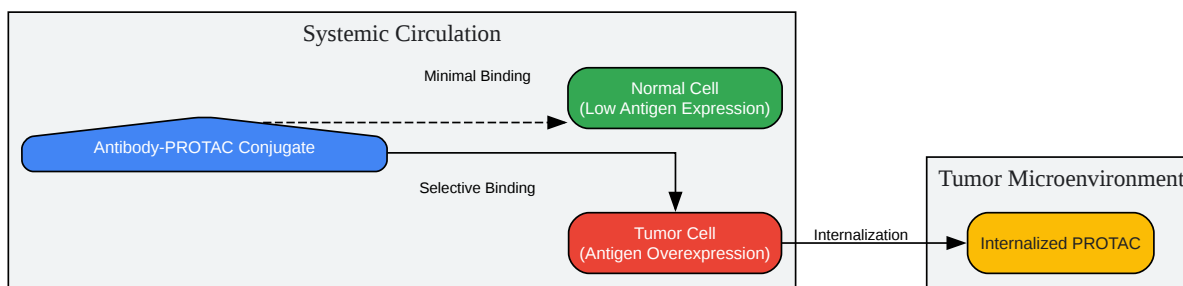 Systemic Circulation
Minimal Binding
Normal Cell
(Low Antigen Expression)
Antibody-PROTAC Conjugate
Selective Binding
Tumor Cell
(Antigen Overexpression)
Internalization
Tumor Microenvironment
Internalized PROTAC